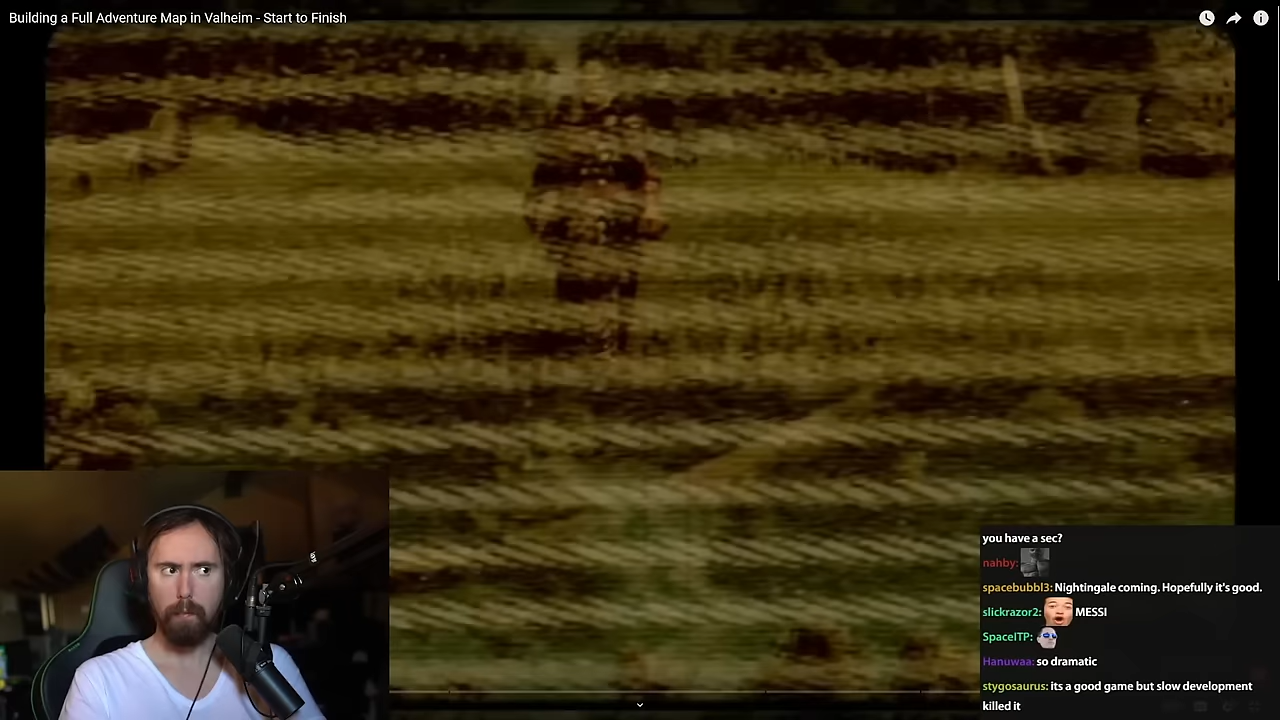 Building a Full Adventure Map in Valheim - Start to Finish
you have a sec?
nahby:
spacebubbl3: Nightingale coming. Hopefully it's good.
slickrazor2: MESSI
SpaceITP:
Hanuwaa: so dramatic
stygosaurus: its a good game but slow development
killed it